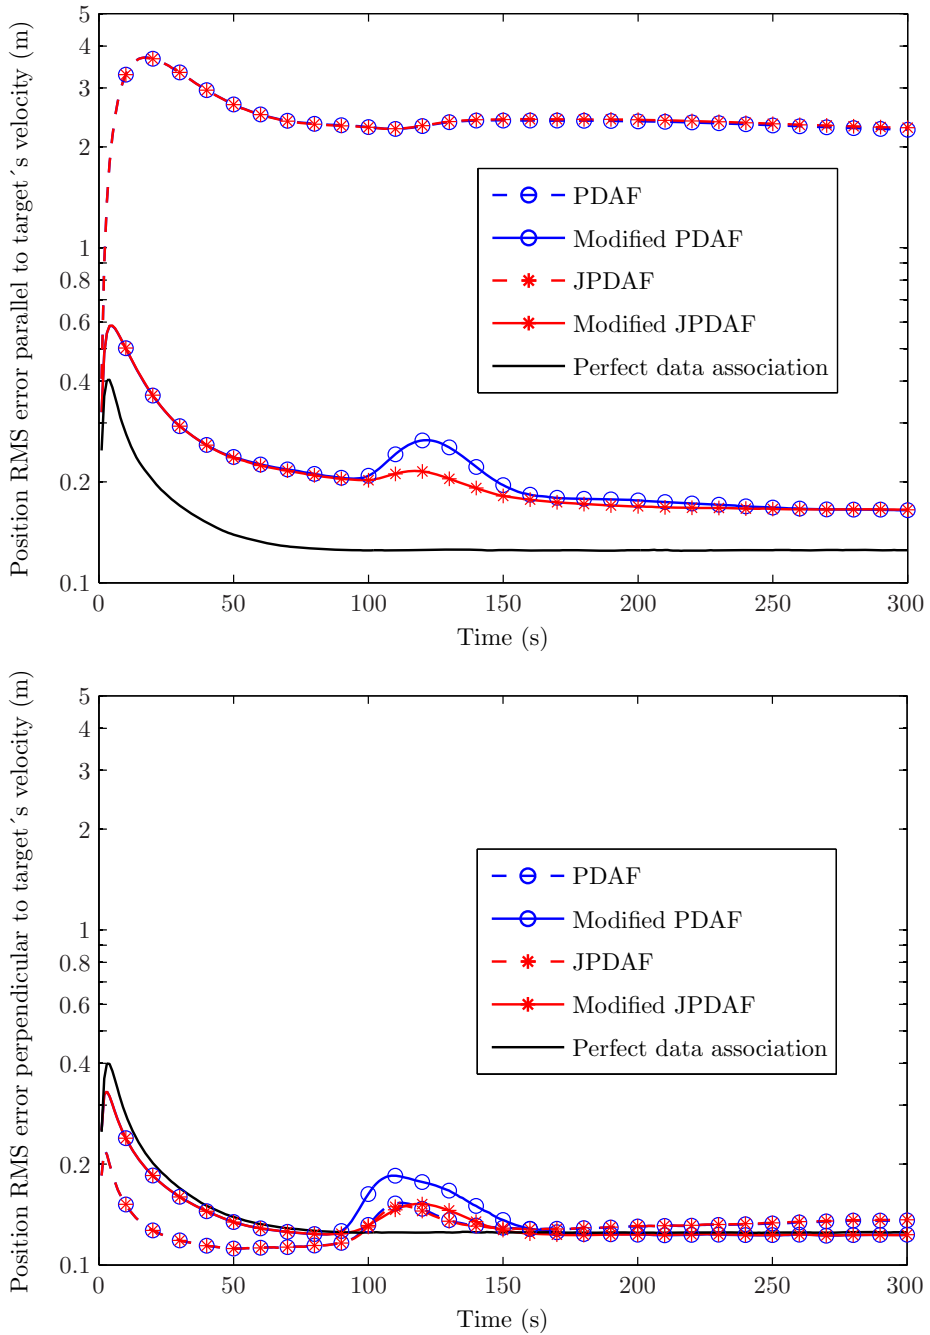 Position RMS error parallel to target´s velocity (m)
5
4
3
2
1
0.8
0.6
0.4
0.2
0.1
PDAF
Modified PDAF
JPDAF
Modified JPDAF
Perfect data association
0 50 100 150 200 250 300
Time (s)
Position RMS error perpendicular to target´s velocity (m)
5
4
3
2
1
0.8
0.6
0.4
0.2
0.1
PDAF
Modified PDAF
JPDAF
Modified JPDAF
Perfect data association
0 50 100 150 200 250 300
Time (s)